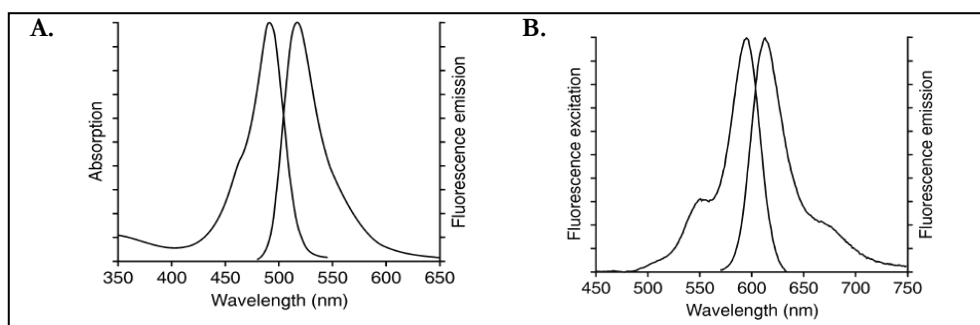 A.
Absorption
Fluorescence emission
350 400 450 500 550 600 650
Wavelength (nm)
B.
Fluorescence excitation
Fluorescence emission
450 500 550 600 650 700 750
Wavelength (nm)